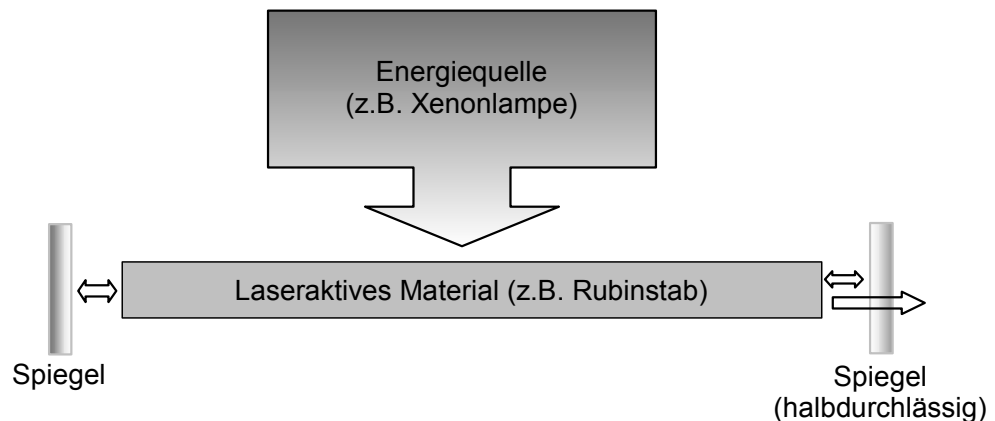 Energiequelle
(z.B. Xenonlampe)
Laseraktives Material (z.B. Rubinstab)
Spiegel
Spiegel
(halbdurchlässig)